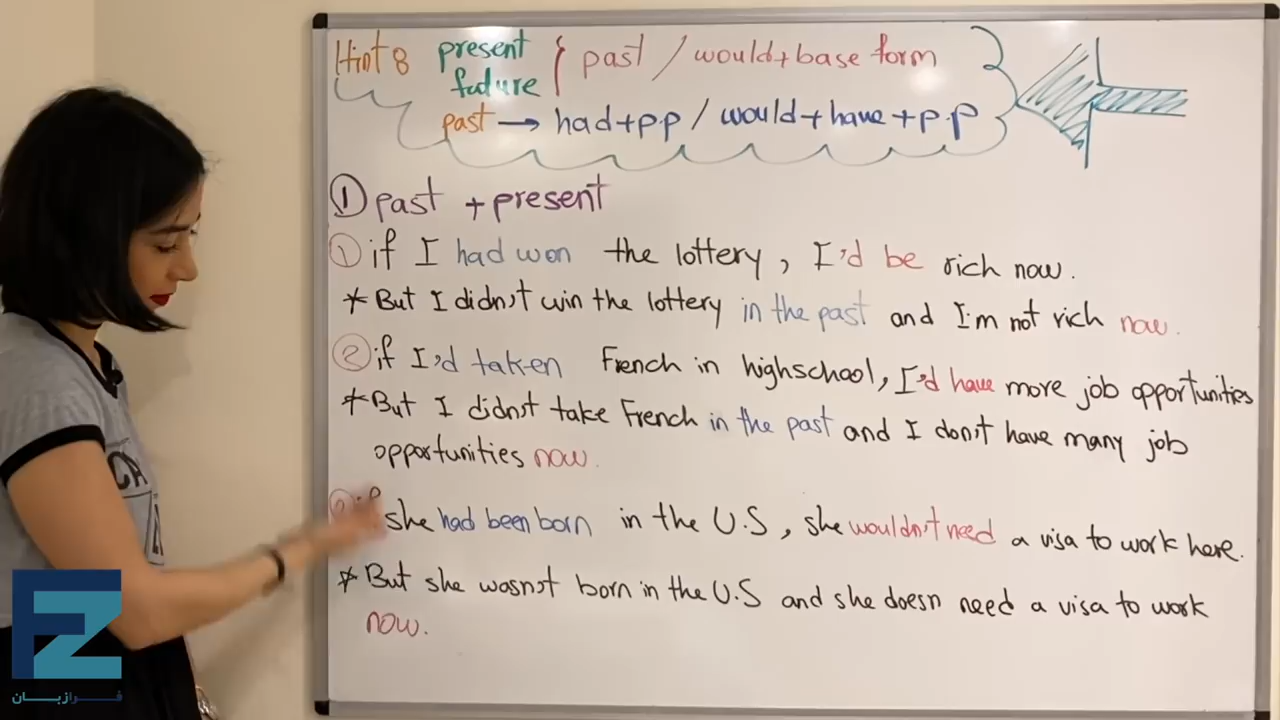 Hint 8 present { past / would+base form
future
past → had+p.p / would+have+p.p
① past + present
① if I had won the lottery, I'd be rich now.
* But I didn't win the lottery in the past and I'm not rich now.
② if I'd taken French in highschool, I'd have more job opportunities
* But I didn't take French in the past and I don't have many job
opportunities now.
if she had been born in the U.S, she wouldn't need a visa to work here.
* But she wasn't born in the U.S and she doesn need a visa to work
now.
CA
FZ
فرازبان